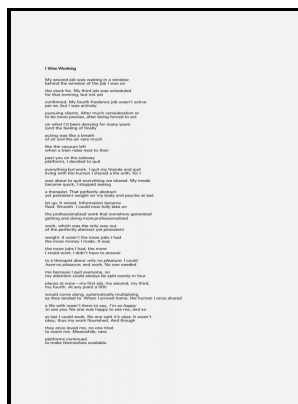 I Was Working
My second job was waiting in a window
behind the window of the job I was on
the clock for. My third job was scheduled
for that evening, but not yet
confirmed. My fourth freelance job wasn't active
per se, but I was actively
pursuing clients. After much consideration or
to be more precise, after being forced to act
on what I'd been denying for many years
(and the feeling of finally
acting was like a breath
of air and the air very much
like the vacuum left
when a train rides next to then
past you on the subway
platform), I decided to quit
everything but work. I quit my friends and quit
living with the human I shared a life with, for I
was about to quit everything we shared. My meals
became quick, I stopped seeing
a therapist. That perfectly abstract
yet persistent weight on my body and psyche at last
let up. It seized. Information became
fluid. Smooth. I could now fully take on
the professionalized work that somehow generated
getting and doing more professionalized
work, which was the only way out
of the perfectly abstract yet persistent
weight. It wasn't the more jobs I had
the more money I made. It was
the more jobs I had, the more
I could work. I didn't have to answer
to a therapist about only no pleasure. I could
have no pleasure, and work. No one needed
me because I quit everyone, so
my attention could always be split evenly in four
places at once—my first job, my second, my third,
my fourth. At any point a fifth
would come along, automatically multiplying
as they tended to. When I arrived home, the human I once shared
a life with wasn't there to say, I'm so happy
to see you. No one was happy to see me, and so
at last I could work. No one said it's okay. It wasn't
okay, thus my work flourished. And though
they once loved me, no one tried
to reach me. Meanwhile, new
platforms continued
to make themselves available.